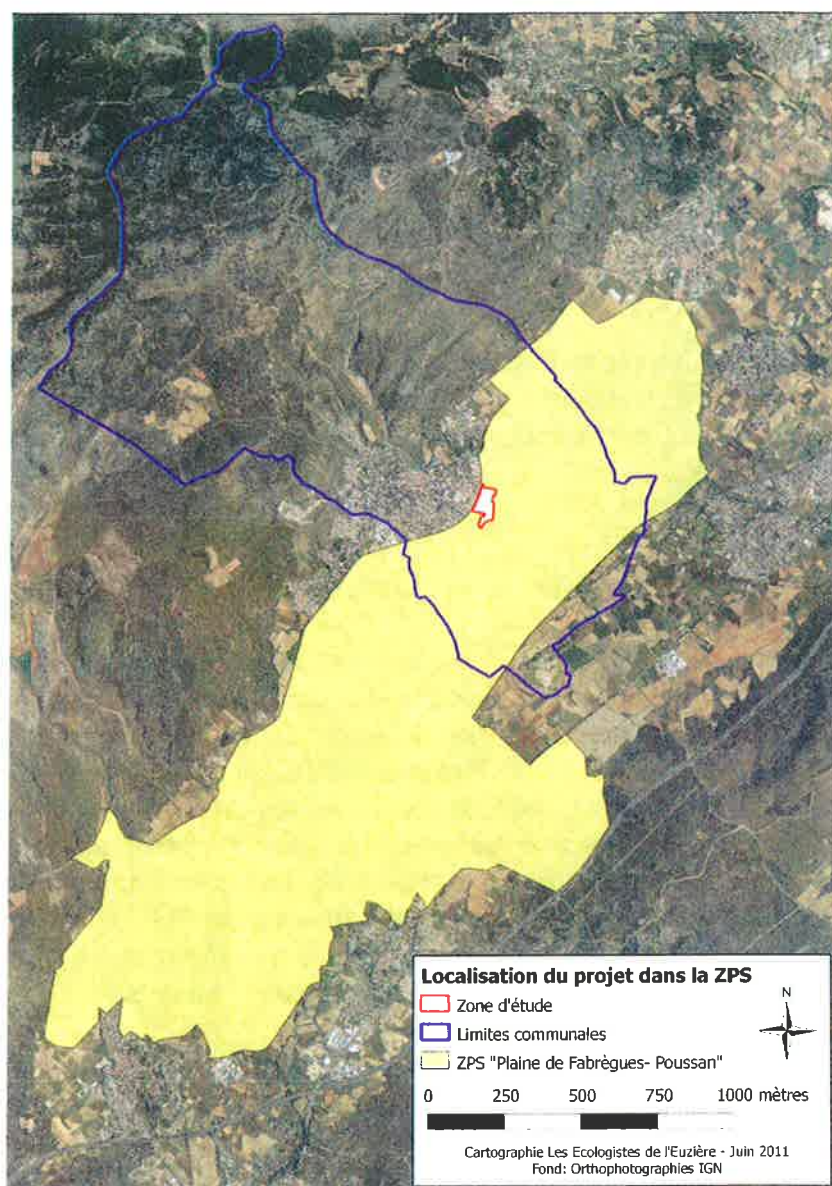 Localisation du projet dans la ZPS
N
Zone d'étude
Limites communales
ZPS "Plaine de Fabrègues- Poussan"
0 250 500 750 1000 mètres
Cartographie Les Ecologistes de l'Euzière - Juin 2011
Fond: Orthophotographies IGN